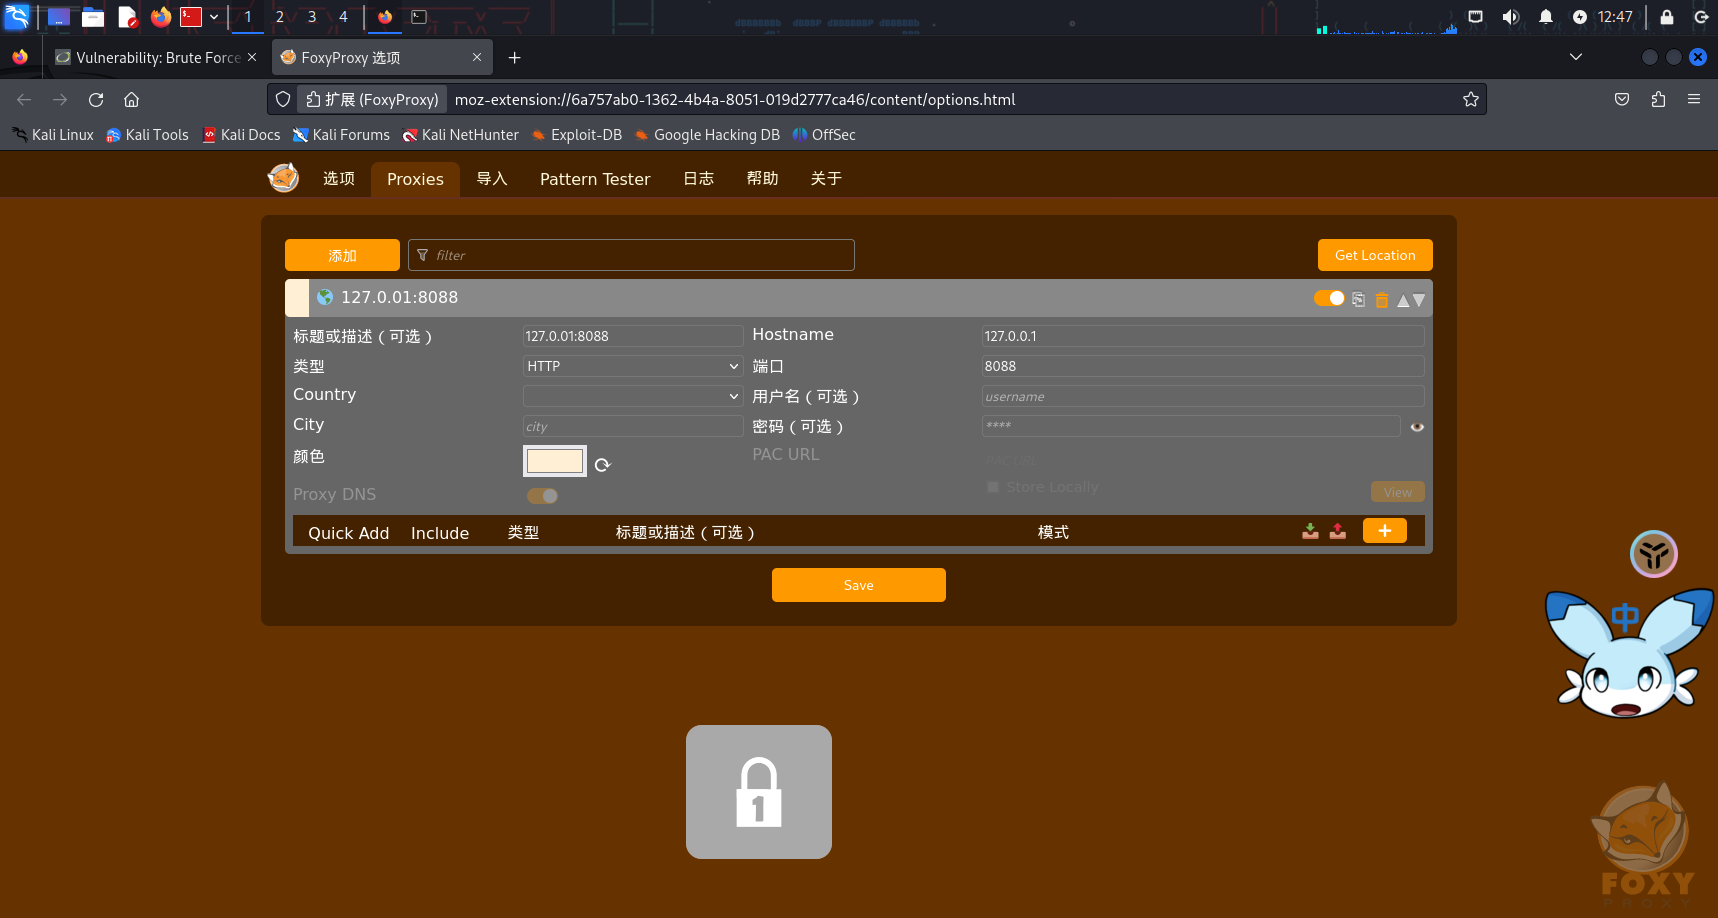 1 2 3 4 12:47
Vulnerability: Brute Force
FoxyProxy 选项
扩展 (FoxyProxy) moz-extension://6a757ab0-1362-4b4a-8051-019d2777ca46/content/options.html
Kali Linux Kali Tools Kali Docs Kali Forums Kali NetHunter Exploit-DB Google Hacking DB OffSec
选项 Proxies 导入 Pattern Tester 日志 帮助 关于
添加 filter Get Location
127.0.01:8088
标题或描述（可选） 127.0.01:8088 Hostname 127.0.0.1
类型 HTTP 端口 8088
Country 用户名（可选） username
City city 密码（可选） ****
颜色 PAC URL PAC URL
Store Locally View
Proxy DNS
Quick Add Include 类型 标题或描述（可选） 模式 +
Save
中
1
FOXY
PROXY